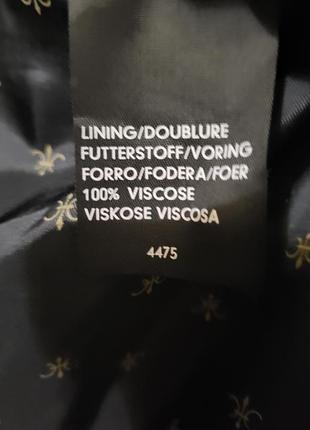 LINING/DOUBLURE
FUTTERSTOFF/VORING
FORRO/FODERA/FOER
100% VISCOSE
VISKOSE VISCOSA
4475